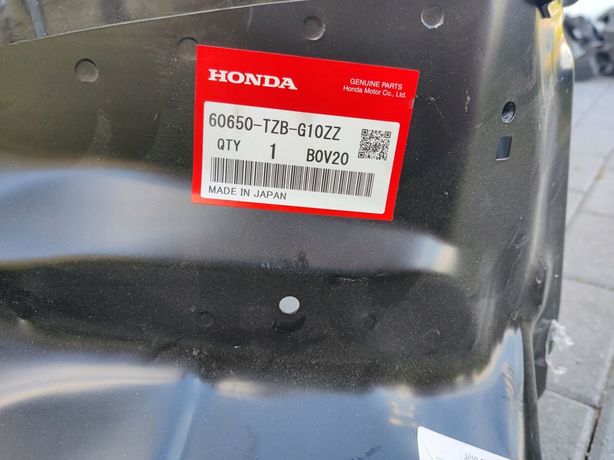 HONDA
GENUINE PARTS
Honda Motor Co., Ltd.
60650-TZB-G10ZZ
QTY 1 B0V20
MADE IN JAPAN